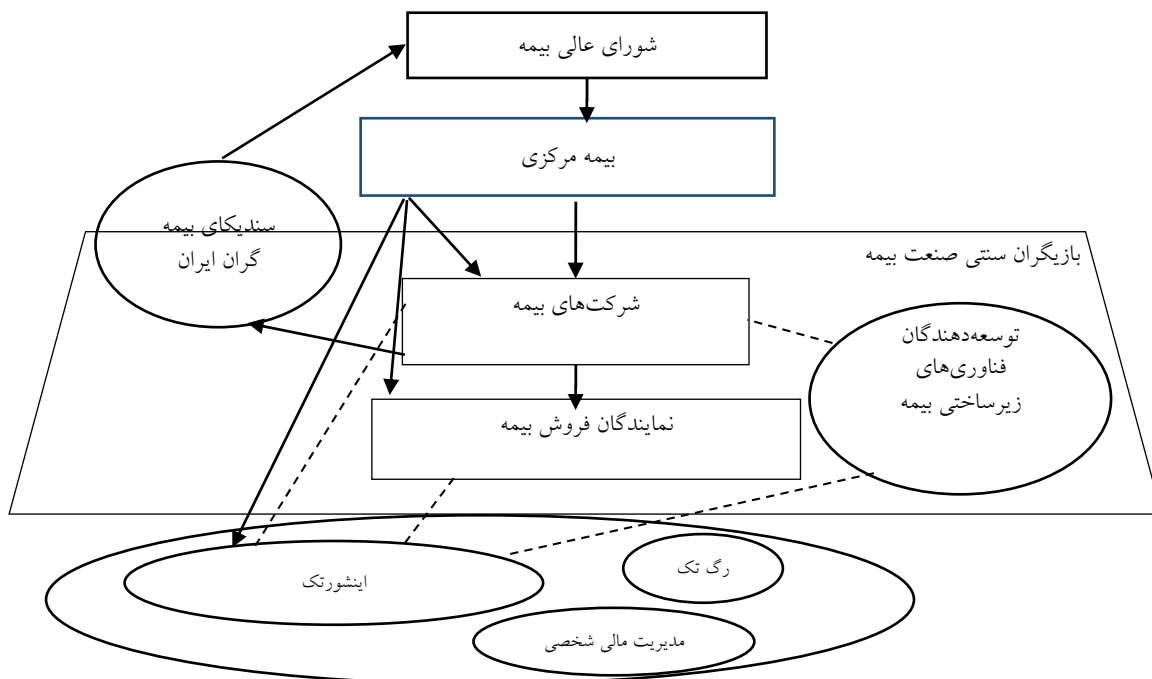 شورای عالی بیمه
بیمه مرکزی
سندیکای بیمه
گران ایران
بازیگران سنتی صنعت بیمه
شرکت‌های بیمه
توسعه‌دهندگان
فناوری‌های
زیرساختی بیمه
نمایندگان فروش بیمه
رگ تک
اینشورتک
مدیریت مالی شخصی